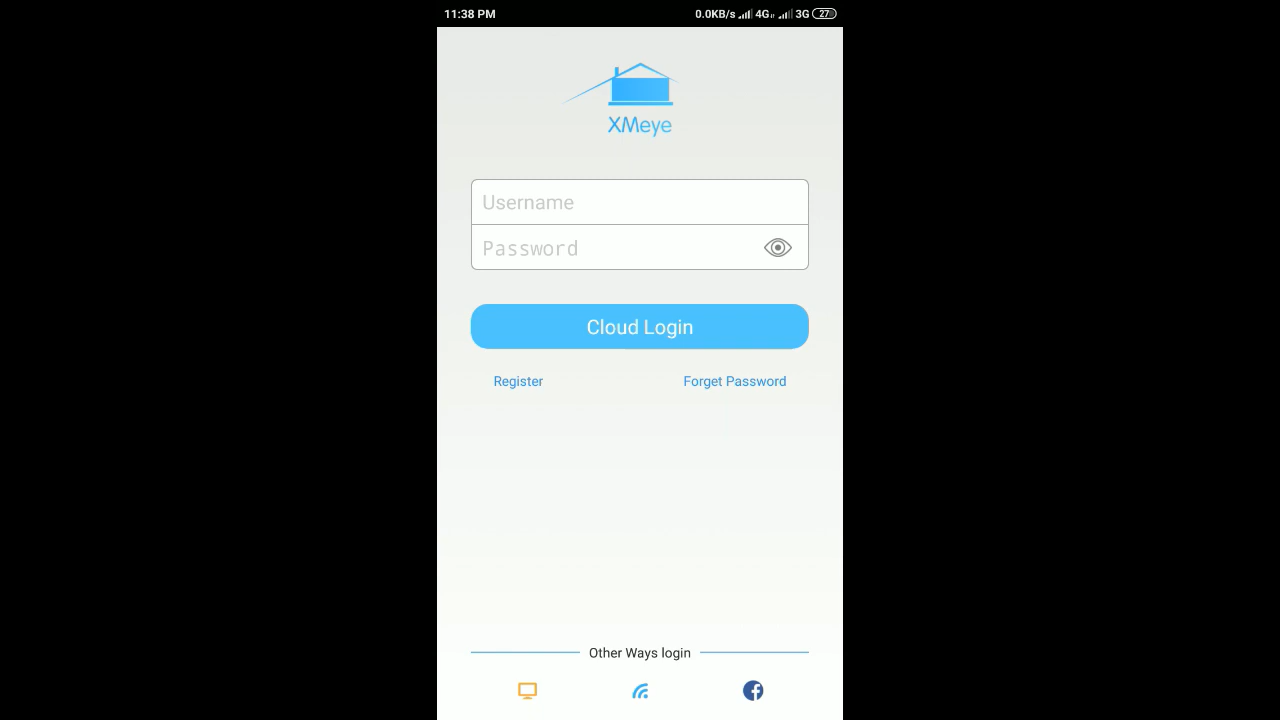 11:38 PM 0.0KB/s 4G 3G 27
XMeye
Username
Password
Cloud Login
Register Forget Password
Other Ways login